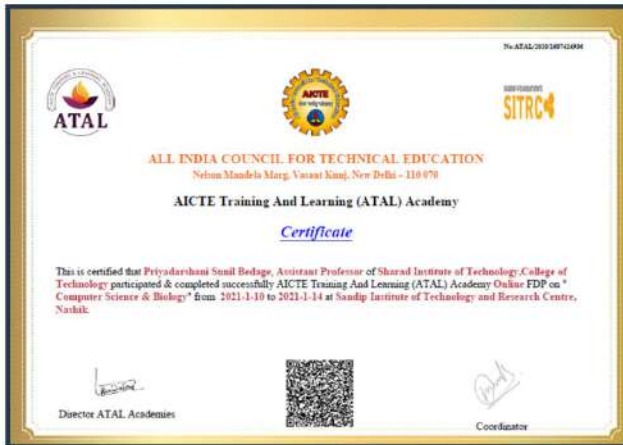 ATAL
AICTE
SITRC
ALL INDIA COUNCIL FOR TECHNICAL EDUCATION
Nelson Mandela Marg, Vasant Kunj, New Delhi – 110 070
AICTE Training And Learning (ATAL) Academy
Certificate
This is certified that Priyadarshani Sunil Bedage, Assistant Professor of Sharad Institute of Technology,College of
Technology participated & completed successfully AICTE Training And Learning (ATAL) Academy Online FDP on "
Computer Science & Biology" from 2021-1-10 to 2021-1-14 at Sandip Institute of Technology and Research Centre,
Nashik.
Director ATAL Academies
Coordinator